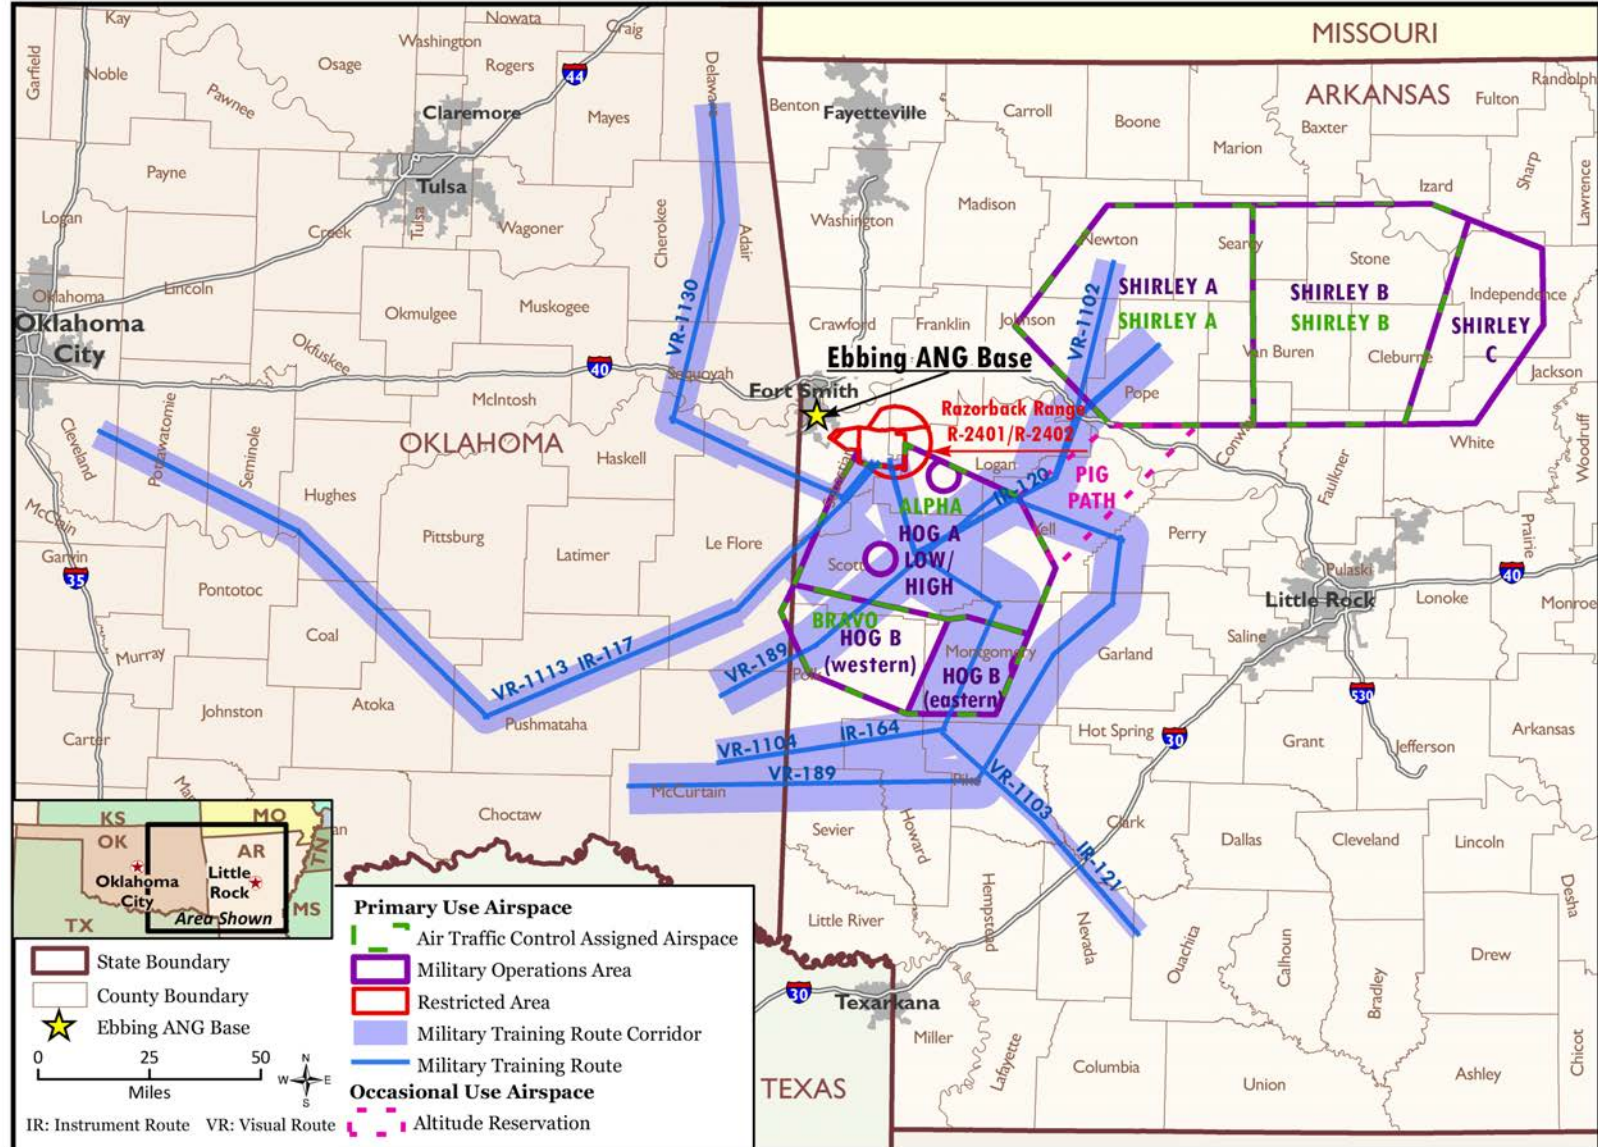 MISSOURI
ARKANSAS
OKLAHOMA
TEXAS
Kay
Nowata
Craig
Washington
Garfield
Noble
Osage
Rogers
44
Delaware
Pawnee
Claremore
Mayes
Benton
Fayetteville
Carroll
Boone
Baxter
Fulton
Randolph
Marion
Payne
Tulsa
Izard
Sharp
Lawrence
Logan
Creek
Tulsa
Wagoner
Cherokee
Adair
Washington
Madison
Newton
Searcy
Stone
Oklahoma
Lincoln
Muskogee
Okmulgee
VR-1130
VR-1102
SHIRLEY A
SHIRLEY A
SHIRLEY B
SHIRLEY B
Independence
SHIRLEY
C
Oklahoma
City
Okfuskee
40
Sequoyah
Crawford
Franklin
Johnson
Van Buren
Cleburne
Jackson
Ebbing ANG Base
Fort Smith
McIntosh
Pope
Razorback Range
R-2401/R-2402
Cleveland
Pottawatomie
Seminole
Haskell
Sebastian
Logan
Conway
White
Woodruff
Hughes
McClain
Garvin
Pittsburg
Latimer
Le Flore
ALPHA
HOG A
LOW/
HIGH
IR-120
PIG
PATH
Yell
Perry
Faulkner
Prairie
35
Pontotoc
Scott
Pulaski
40
Little Rock
Lonoke
Monroe
Coal
Murray
BRAVO
HOG B
(western)
Montgomery
HOG B
(eastern)
Garland
Saline
VR-1113
IR-117
VR-189
Polk
530
Johnston
Atoka
Pushmataha
Carter
VR-1104
IR-164
VR-189
Hot Spring
30
Grant
Jefferson
Arkansas
McCurtain
Pike
VR-1103
Choctaw
Sevier
Howard
Clark
Dallas
Cleveland
Lincoln
IR-121
Little River
Hempstead
Nevada
Ouachita
Calhoun
Bradley
Drew
Desha
30
Texarkana
Miller
Lafayette
Columbia
Union
Ashley
Chicot
KS
MO
OK
AR
TN
Oklahoma
City
Little
Rock
TX
Area Shown
MS
State Boundary
County Boundary
Ebbing ANG Base
0 25 50
Miles
N
W E
S
IR: Instrument Route VR: Visual Route
Primary Use Airspace
Air Traffic Control Assigned Airspace
Military Operations Area
Restricted Area
Military Training Route Corridor
Military Training Route
Occasional Use Airspace
Altitude Reservation